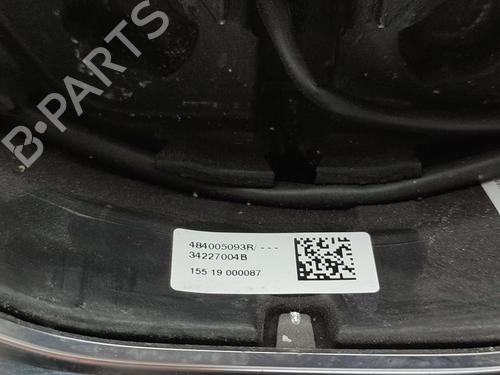 B-PARTS
484005093R/ ---
34227004B
155 19 000087